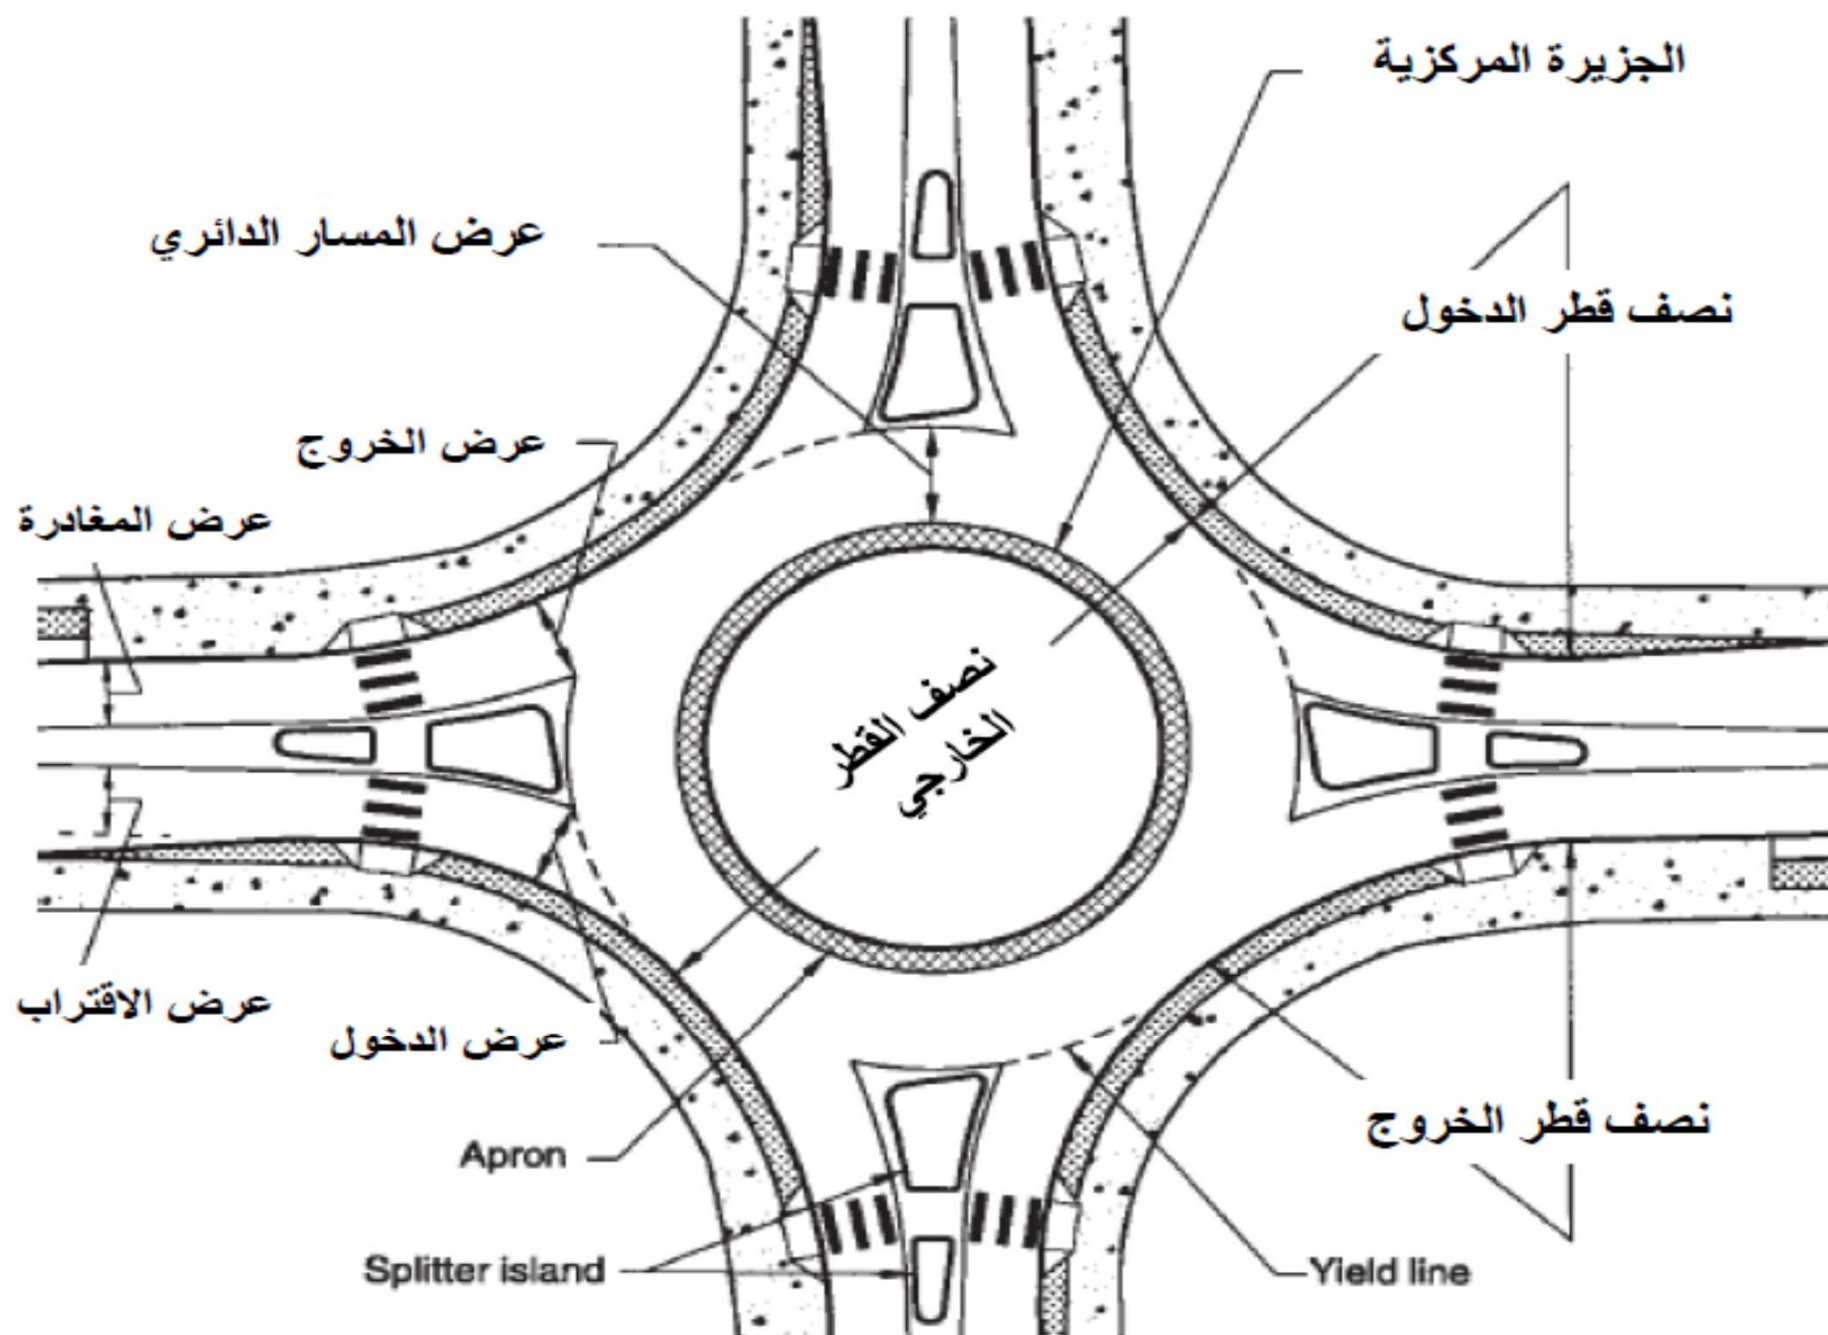 الجزيرة المركزية
عرض المسار الدائري
نصف قطر الدخول
عرض الخروج
عرض المغادرة
نصف القطر
الخارجي
عرض الاقتراب
عرض الدخول
نصف قطر الخروج
Apron
Splitter island
Yield line